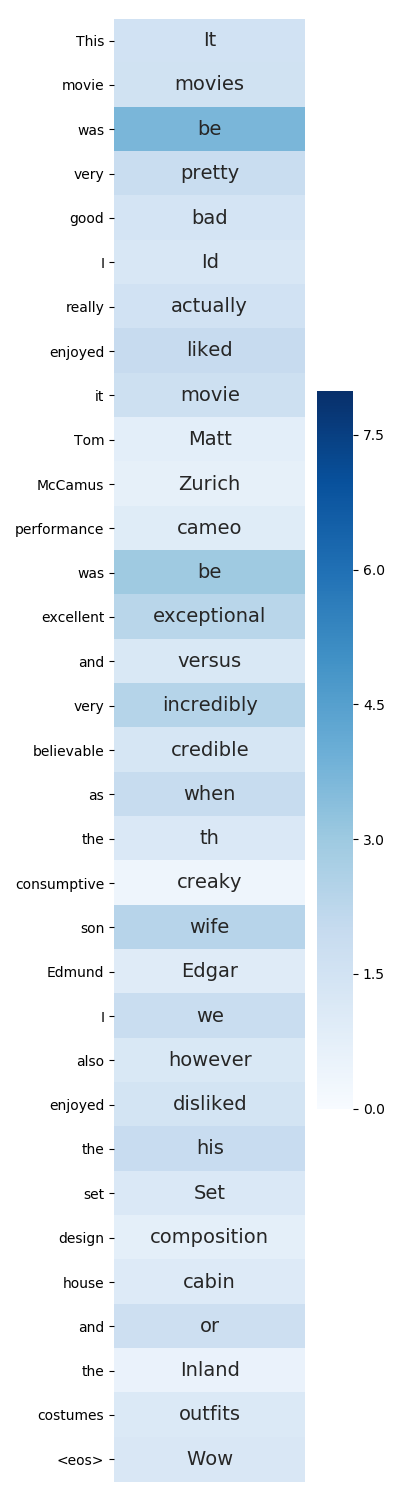 This It
movie movies
was be
very pretty
good bad
I Id
really actually
enjoyed liked
it movie
7.5
Tom Matt
McCamus Zurich
performance cameo
was be
6.0
excellent exceptional
and versus
very incredibly
4.5
believable credible
as when
the th
3.0
consumptive creaky
son wife
Edmund Edgar
1.5
I we
also however
enjoyed disliked
0.0
the his
set Set
design composition
house cabin
and or
the Inland
costumes outfits
<eos> Wow